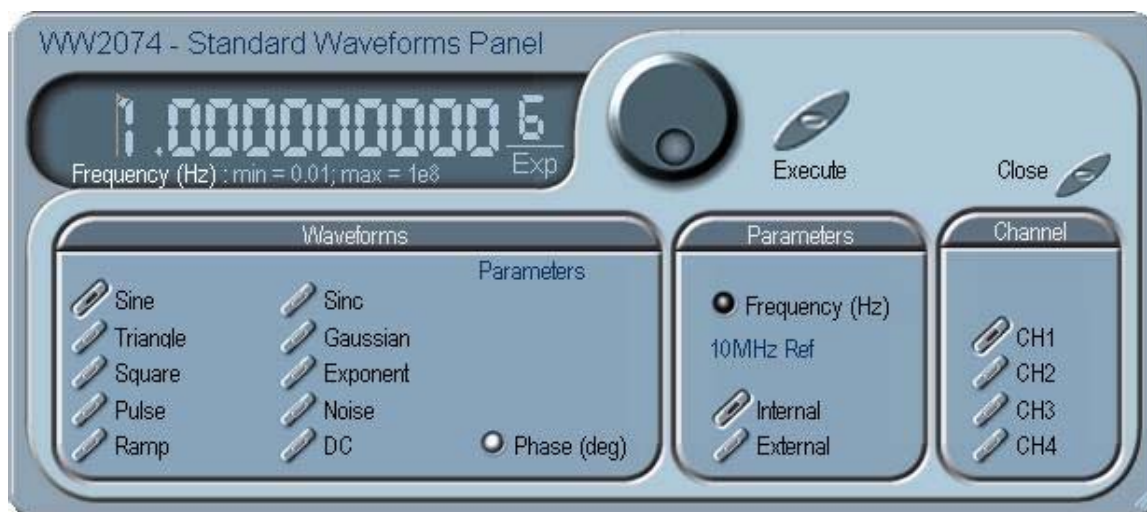 WW2074 - Standard Waveforms Panel
1.000000000 6
Exp
Frequency (Hz) : min = 0.01; max = 1e8
Execute
Close
Waveforms
Parameters
Sine
Triangle
Square
Pulse
Ramp
Sinc
Gaussian
Exponent
Noise
DC
Phase (deg)
Parameters
Frequency (Hz)
10MHz Ref
Internal
External
Channel
CH1
CH2
CH3
CH4